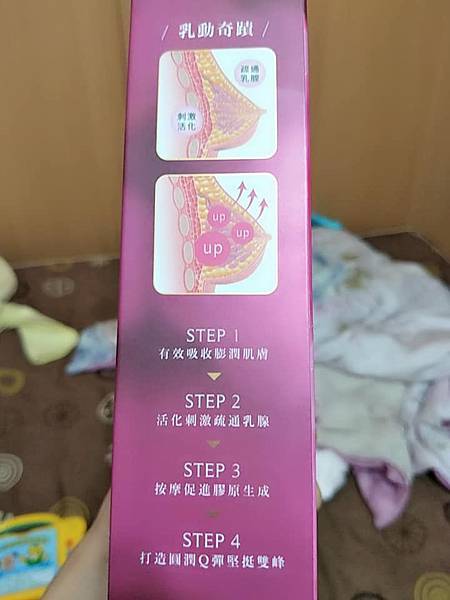 / 乳動奇蹟 /
疏通
乳腺
刺激
活化
up
up
up
STEP 1
有效吸收膨潤肌膚
STEP 2
活化刺激疏通乳腺
STEP 3
按摩促進膠原生成
STEP 4
打造圓潤Q彈堅挺雙峰